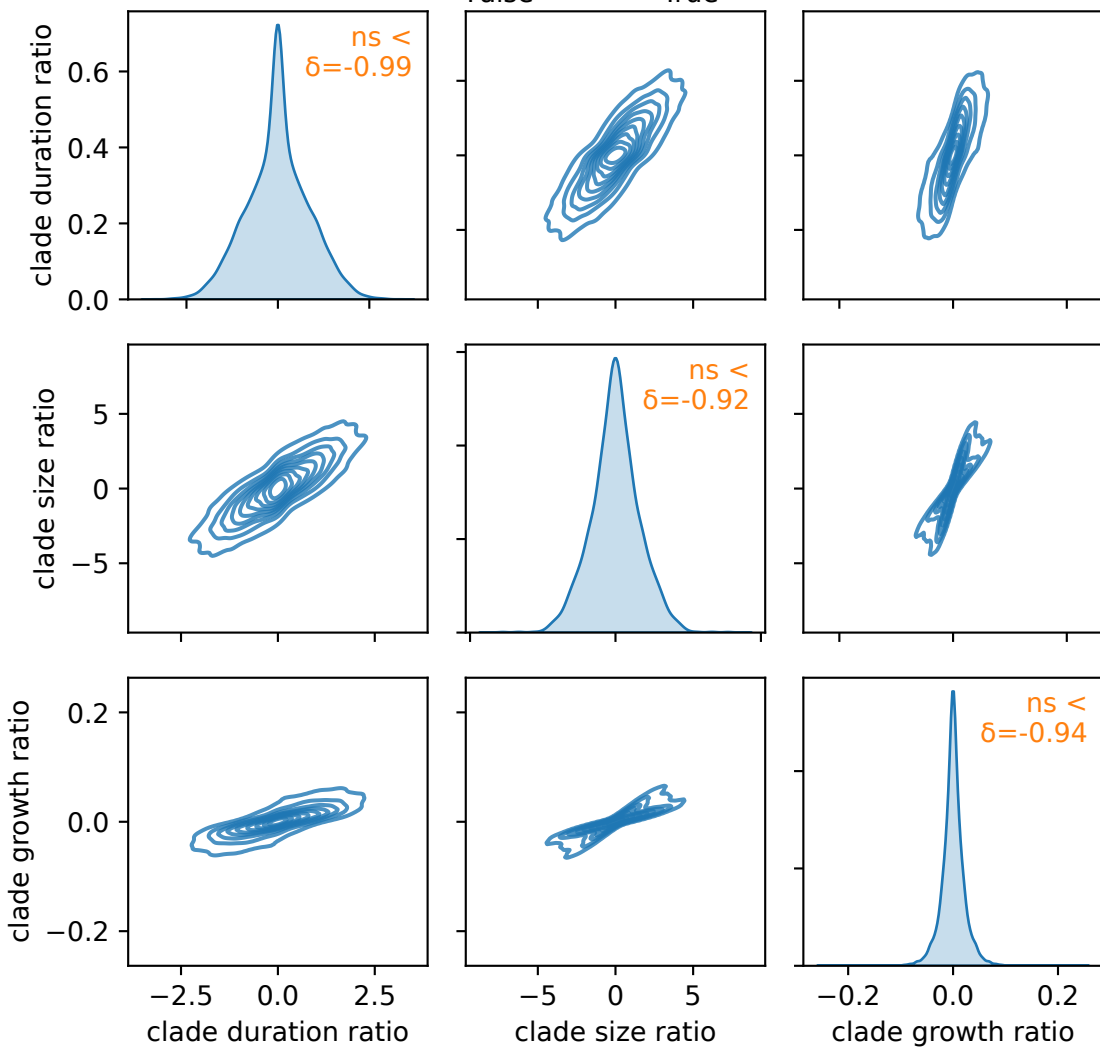 clade duration ratio
0.6
0.4
0.2
0.0
ns <
δ=-0.99
clade size ratio
5
0
−5
ns <
δ=-0.92
clade growth ratio
0.2
0.0
−0.2
ns <
δ=-0.94
−2.5 0.0 2.5
−5 0 5
−0.2 0.0 0.2
clade duration ratio
clade size ratio
clade growth ratio